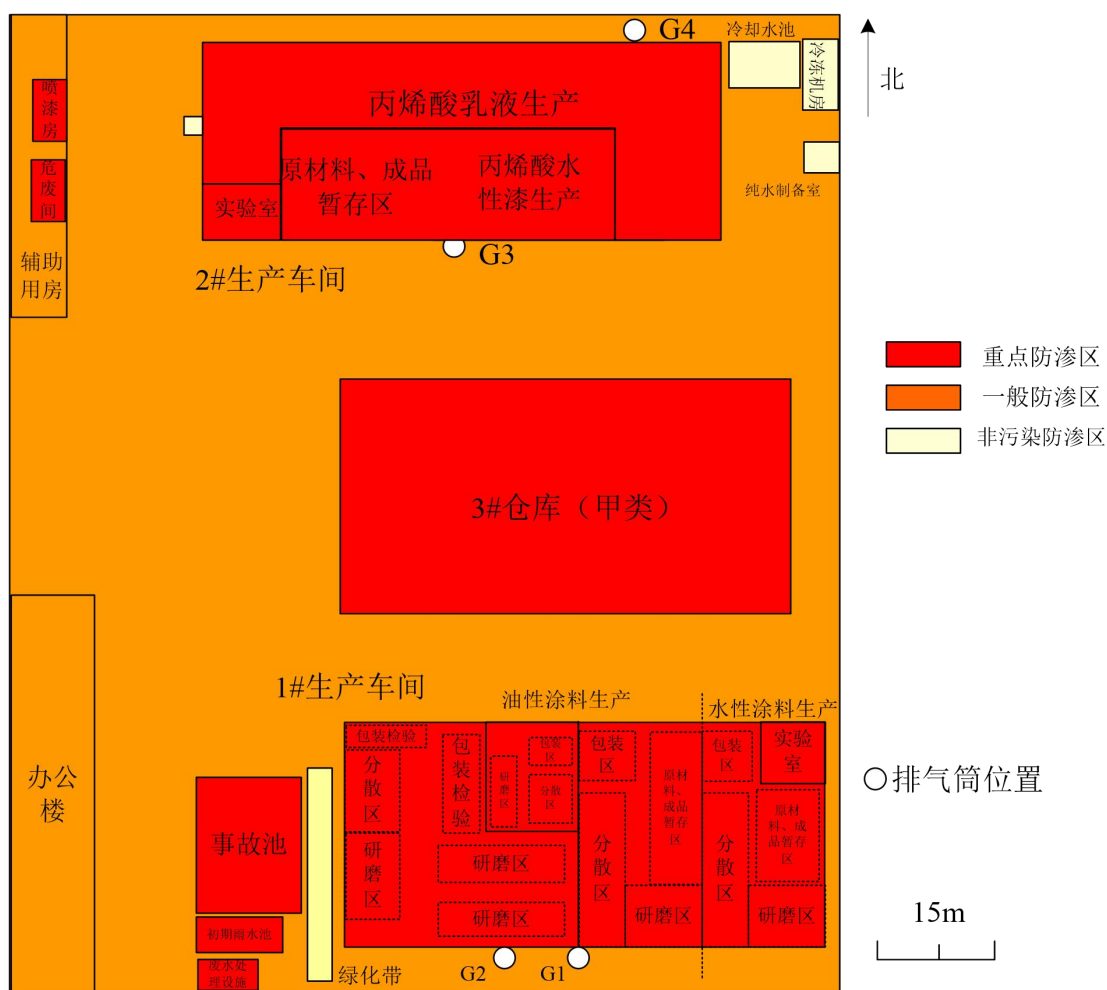 G4
冷却水池
冷冻机房
北
喷漆房
丙烯酸乳液生产
危废间
原材料、成品
暂存区
丙烯酸水
性漆生产
实验室
纯水制备室
辅助
用房
G3
2#生产车间
重点防渗区
一般防渗区
非污染防渗区
3#仓库（甲类）
1#生产车间
油性涂料生产
水性涂料生产
包装检验
分散区
研磨区
包装检验
研磨区
包装区
分散区
研磨区
研磨区
包装区
分散区
原材
料、成品
暂存区
研磨区
包装区
分散区
实验
室
原材
料、成
品暂存
区
研磨区
办公
楼
事故池
初期雨水池
废水处
理设施
绿化带
G2
G1
排气筒位置
15m